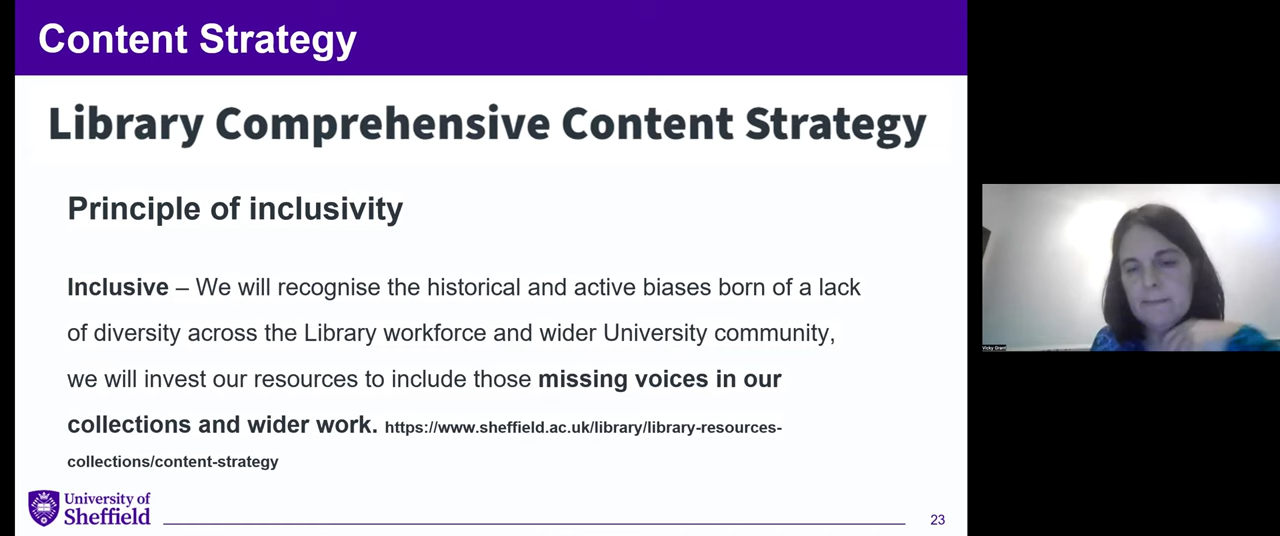 Content Strategy
Library Comprehensive Content Strategy
Principle of inclusivity
Inclusive – We will recognise the historical and active biases born of a lack
of diversity across the Library workforce and wider University community,
we will invest our resources to include those missing voices in our
collections and wider work. https://www.sheffield.ac.uk/library/library-resources-
collections/content-strategy
University of
Sheffield
23
Vicky Grant